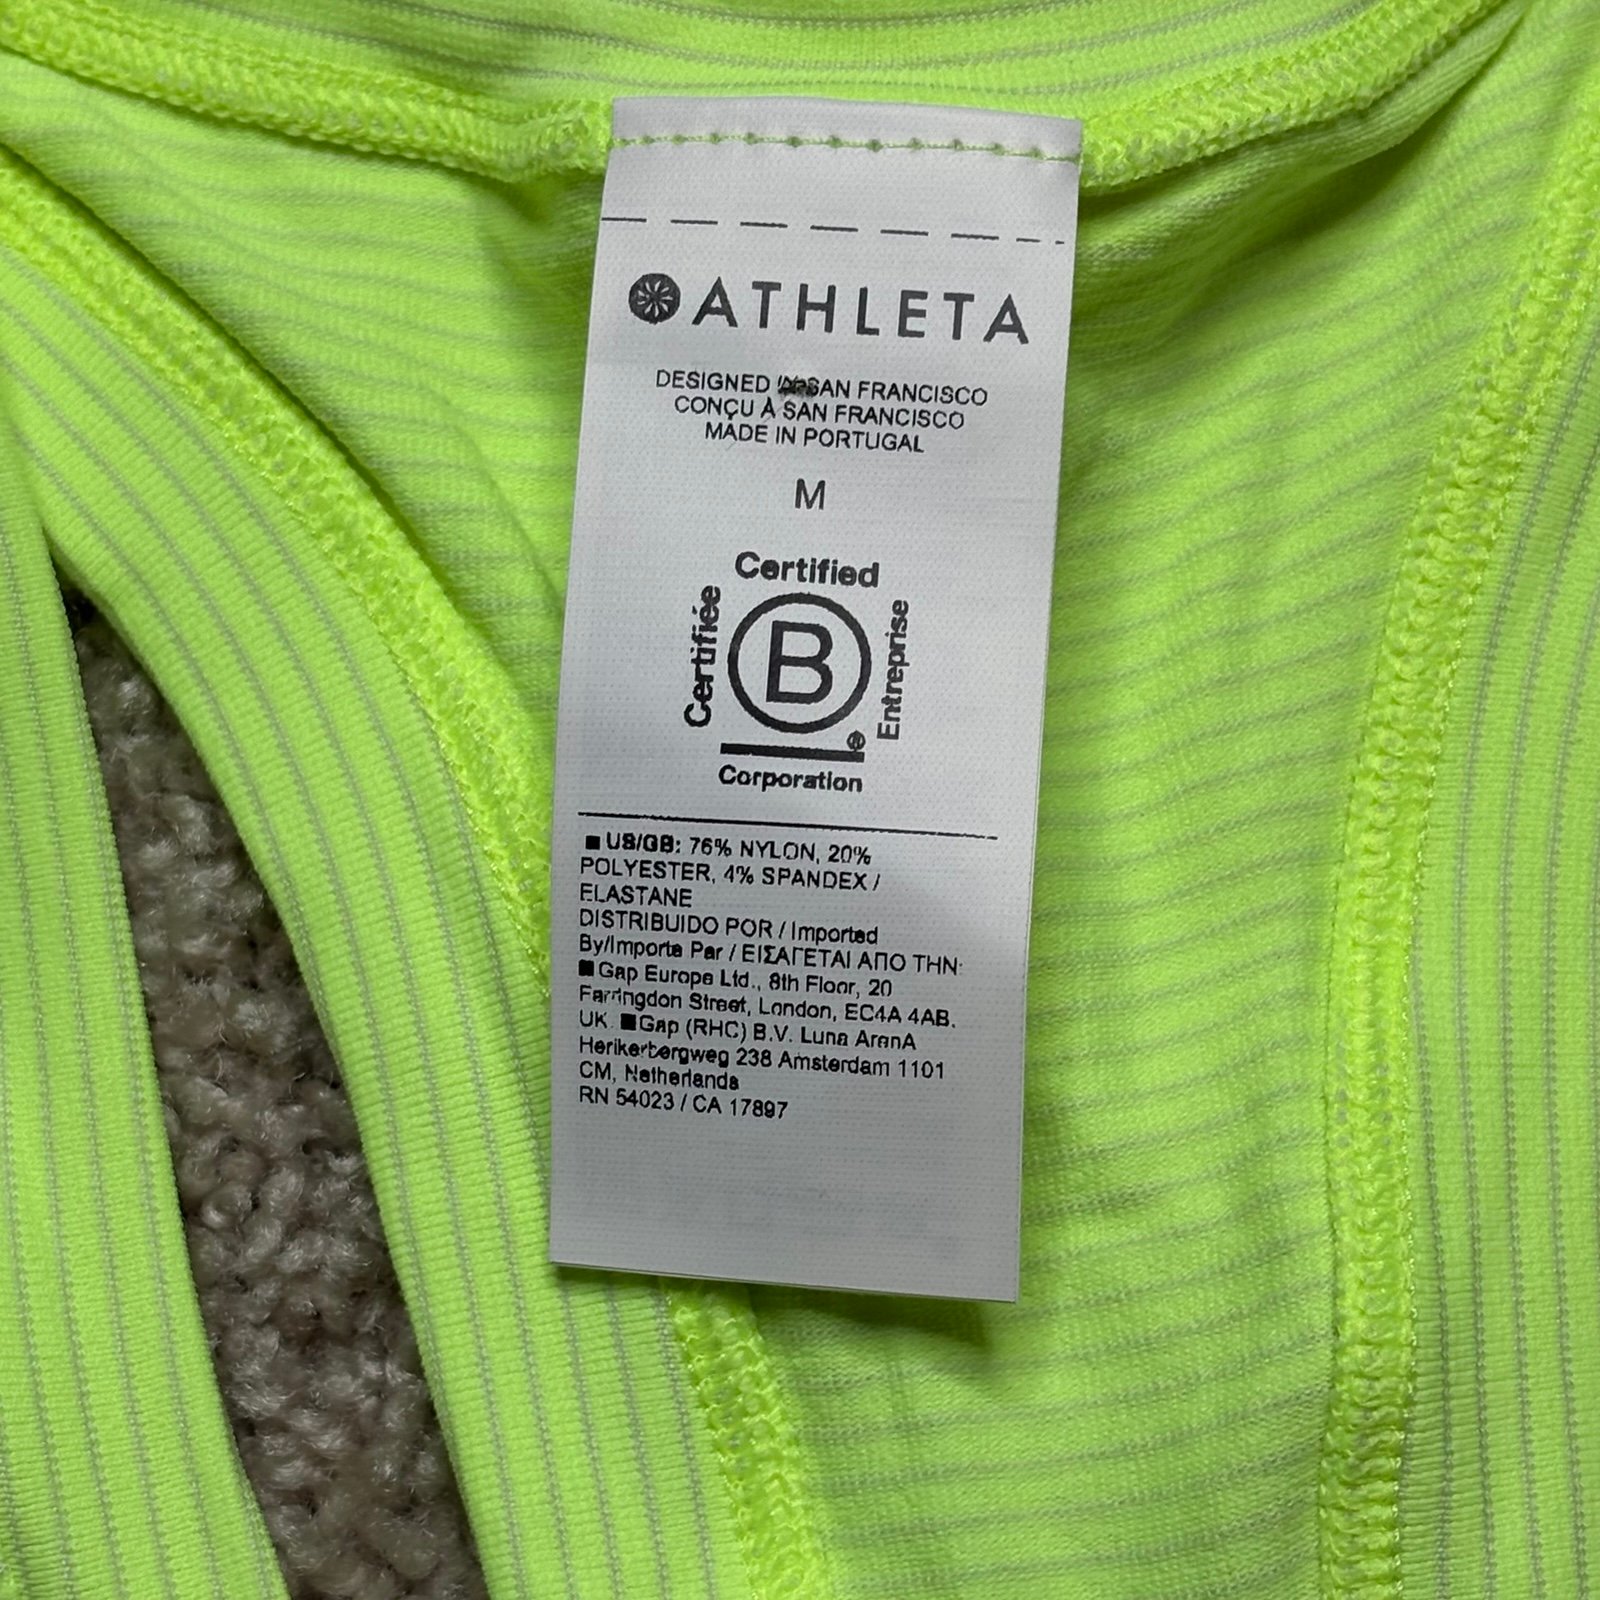 ATHLETA
DESIGNED IN SAN FRANCISCO
CONÇU À SAN FRANCISCO
MADE IN PORTUGAL
M
Certified
Certifiée
B
Entreprise
®
Corporation
■ US/GB: 76% NYLON, 20%
POLYESTER, 4% SPANDEX /
ELASTANE
DISTRIBUIDO POR / Imported
By/Importe Par / ΕΙΣΑΓΕΤΑΙ ΑΠΟ ΤΗΝ:
■ Gap Europe Ltd., 8th Floor, 20
Farringdon Street, London, EC4A 4AB.
UK. ■ Gap (RHC) B.V. Luna ArenA
Herikerbergweg 238 Amsterdam 1101
CM, Netherlands
RN 54023 / CA 17897